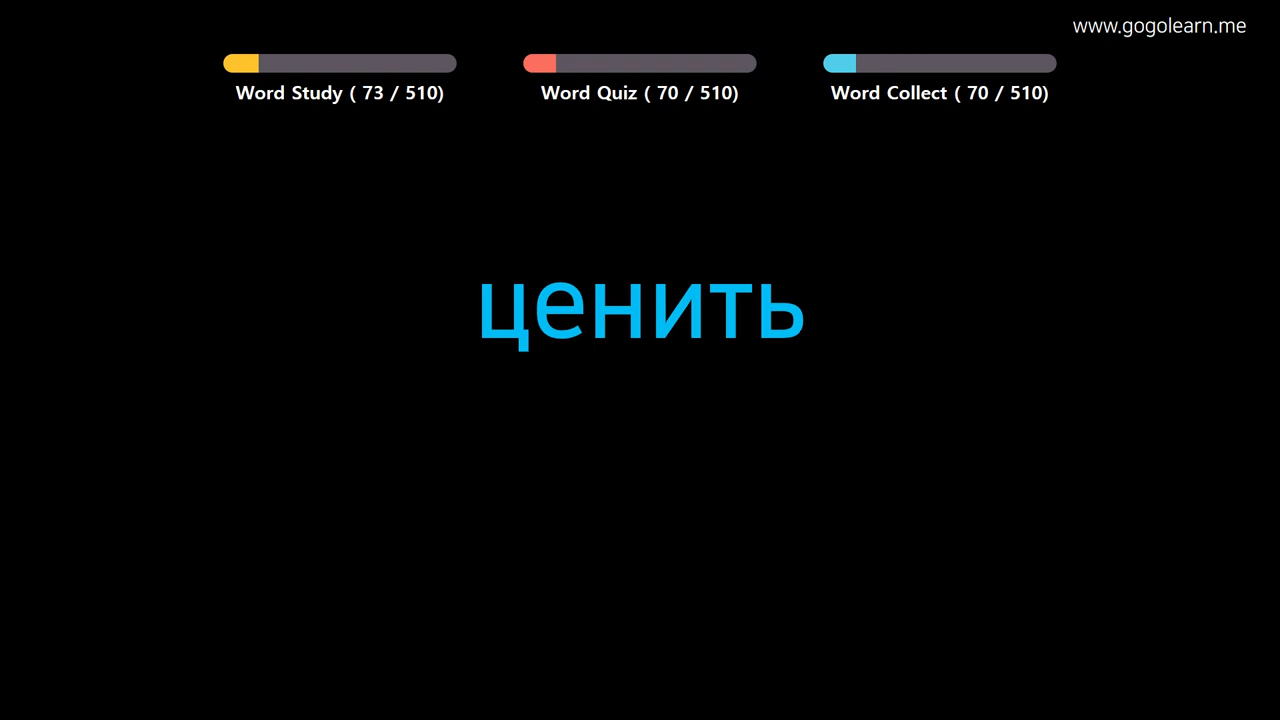 www.gogolearn.me
Word Study ( 73 / 510)
Word Quiz ( 70 / 510)
Word Collect ( 70 / 510)
ценить